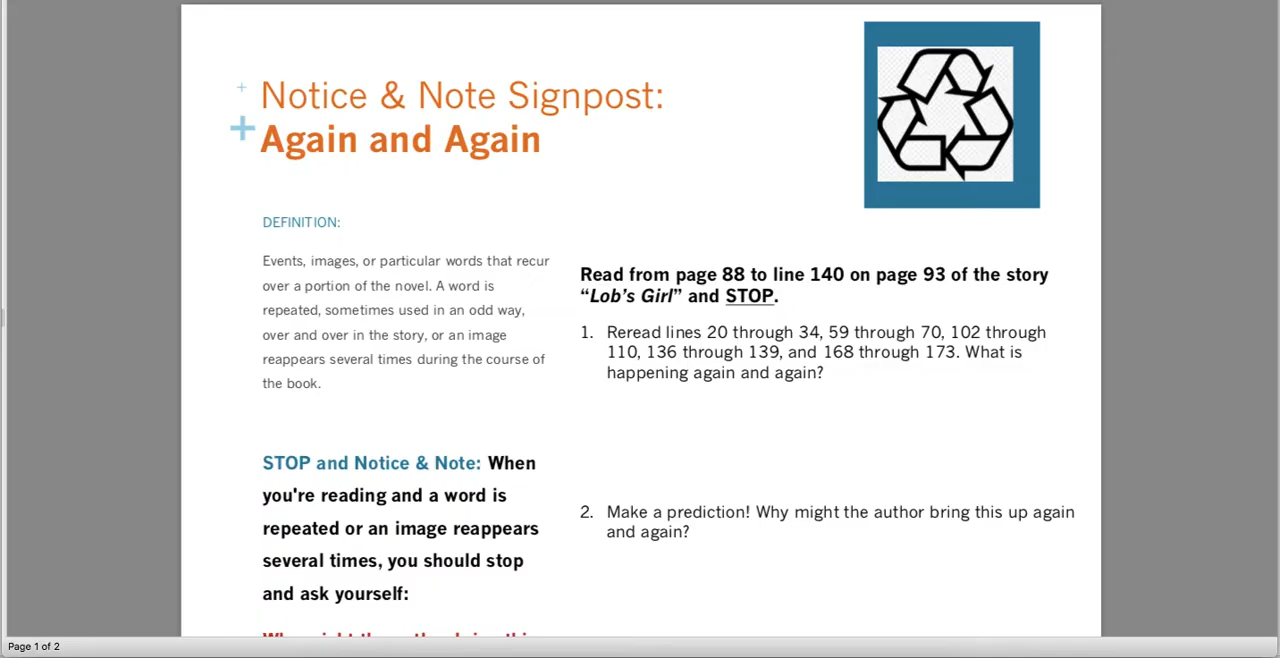 Notice & Note Signpost:
Again and Again
DEFINITION:
Events, images, or particular words that recur
over a portion of the novel. A word is
repeated, sometimes used in an odd way,
over and over in the story, or an image
reappears several times during the course of
the book.
STOP and Notice & Note: When
you're reading and a word is
repeated or an image reappears
several times, you should stop
and ask yourself:
Read from page 88 to line 140 on page 93 of the story
“Lob’s Girl” and STOP.
1. Reread lines 20 through 34, 59 through 70, 102 through
110, 136 through 139, and 168 through 173. What is
happening again and again?
2. Make a prediction! Why might the author bring this up again
and again?
Page 1 of 2